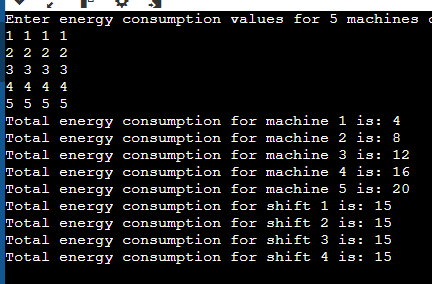 Enter energy consumption values for 5 machines
1 1 1 1
2 2 2 2
3 3 3 3
4 4 4 4
5 5 5 5
Total energy consumption for machine 1 is: 4
Total energy consumption for machine 2 is: 8
Total energy consumption for machine 3 is: 12
Total energy consumption for machine 4 is: 16
Total energy consumption for machine 5 is: 20
Total energy consumption for shift 1 is: 15
Total energy consumption for shift 2 is: 15
Total energy consumption for shift 3 is: 15
Total energy consumption for shift 4 is: 15